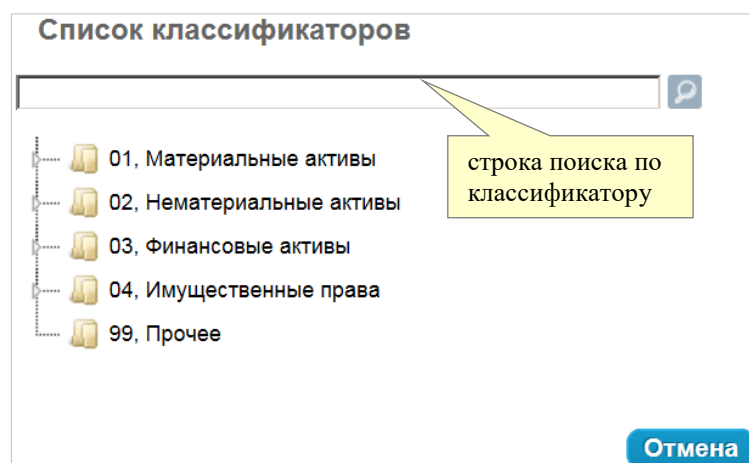 Список классификаторов
строка поиска по
классификатору
01, Материальные активы
02, Нематериальные активы
03, Финансовые активы
04, Имущественные права
99, Прочее
Отмена